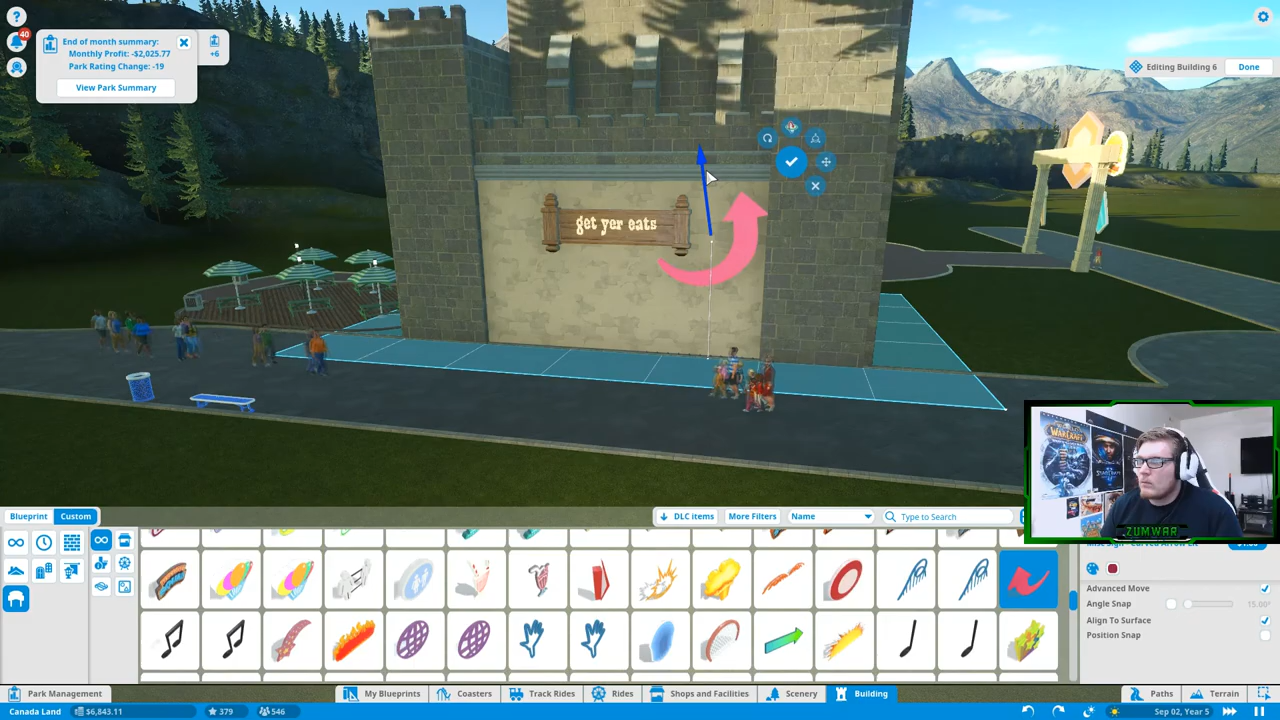 ?
40
End of month summary:
Monthly Profit: -$2,025.77
Park Rating Change: -19
View Park Summary
+6
Editing Building 6
Done
get yer eats
WARCRAFT
STARCRAFT
ZUMWAR
Blueprint
Custom
DLC items
More Filters
Name
Type to Search
Advanced Move
Angle Snap
15.00°
Align To Surface
Position Snap
Park Management
My Blueprints
Coasters
Track Rides
Rides
Shops and Facilities
Scenery
Building
Paths
Terrain
Canada Land
$6,843.11
379
546
Sep 02, Year 5